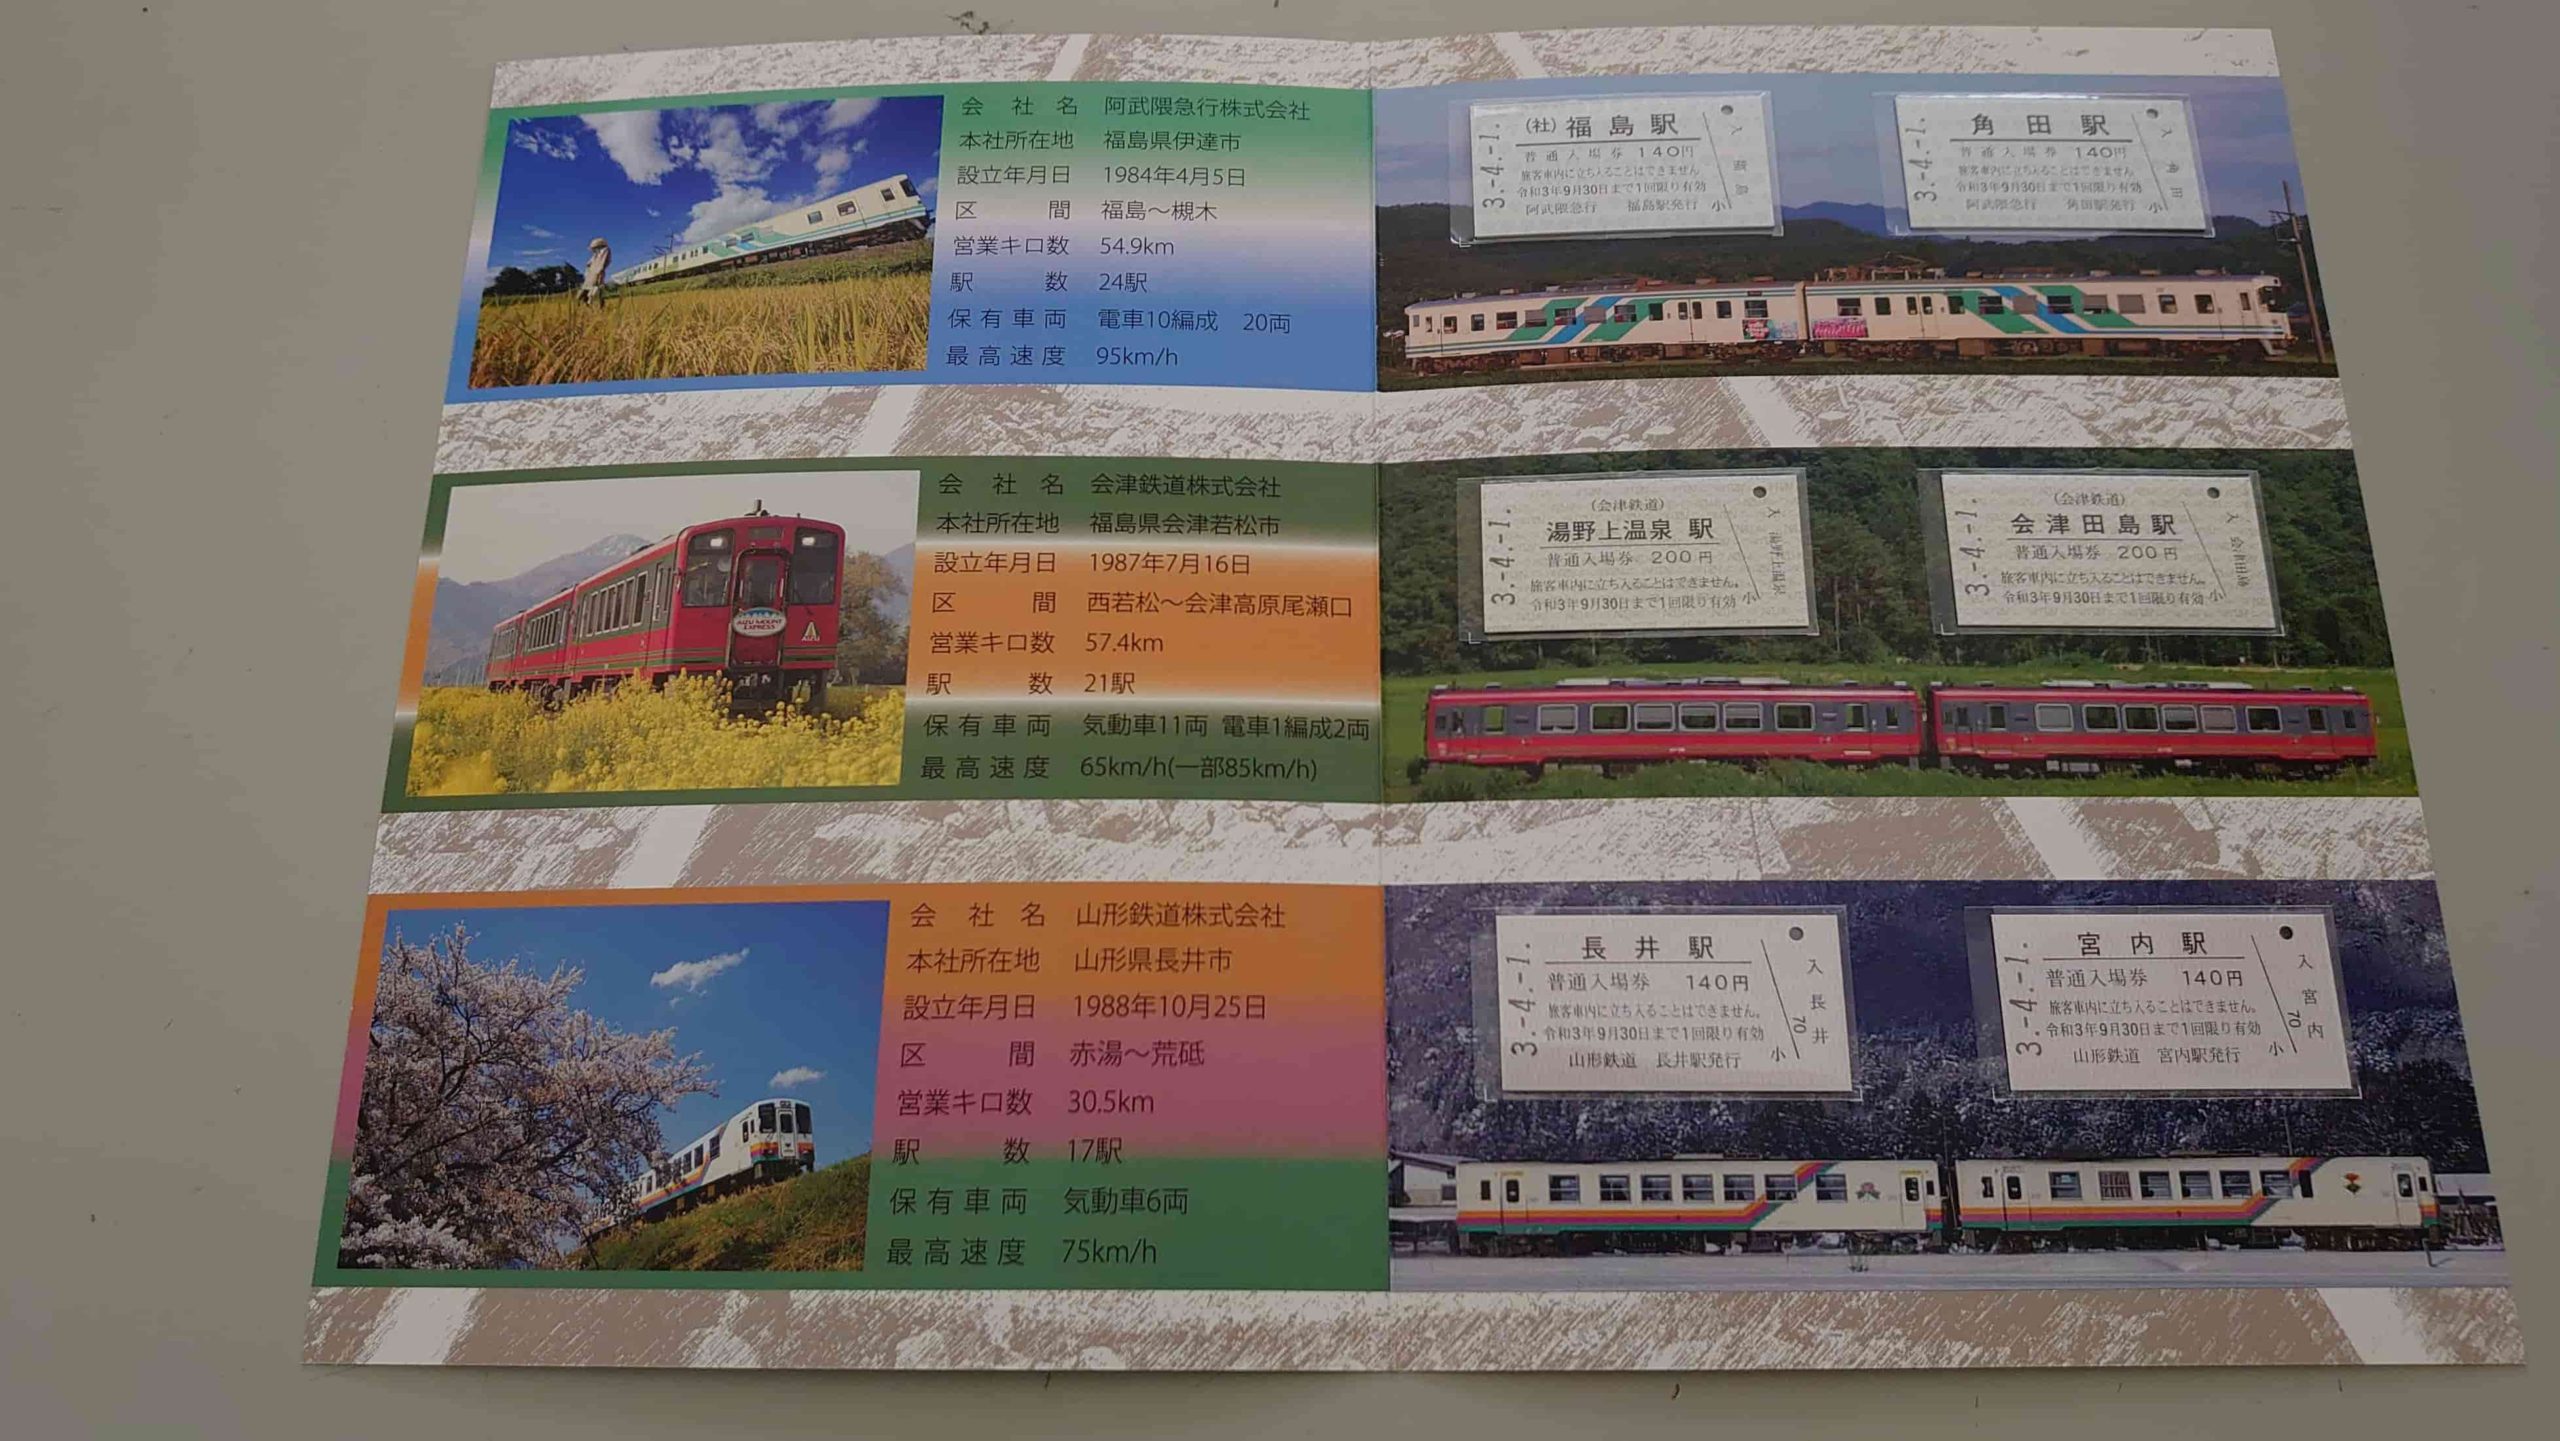 会社名 阿武隈急行株式会社
本社所在地 福島県伊達市
設立年月日 1984年4月5日
区間 福島〜槻木
営業キロ数 54.9km
駅数 24駅
保有車両 電車10編成 20両
最高速度 95km/h
3.-4.-1.
(社)福島駅
普通入場券 140円
旅客車内に立ち入ることはできません
令和3年9月30日まで1回限り有効
阿武隈急行 福島駅発行
入 福島
小
3.-4.-1.
角田駅
普通入場券 140円
旅客車内に立ち入ることはできません
令和3年9月30日まで1回限り有効
阿武隈急行 角田駅発行
入 角田
小
会社名 会津鉄道株式会社
本社所在地 福島県会津若松市
設立年月日 1987年7月16日
区間 西若松〜会津高原尾瀬口
営業キロ数 57.4km
駅数 21駅
保有車両 気動車11両 電車1編成2両
最高速度 65km/h(一部85km/h)
AIZU MOUNT
EXPRESS
AIZU
3.-4.-1.
(会津鉄道)
湯野上温泉駅
普通入場券 200円
旅客車内に立ち入ることはできません。
令和3年9月30日まで1回限り有効
入 湯野上温泉
小
3.-4.-1.
(会津鉄道)
会津田島駅
普通入場券 200円
旅客車内に立ち入ることはできません。
令和3年9月30日まで1回限り有効
入 会津田島
小
会社名 山形鉄道株式会社
本社所在地 山形県長井市
設立年月日 1988年10月25日
区間 赤湯〜荒砥
営業キロ数 30.5km
駅数 17駅
保有車両 気動車6両
最高速度 75km/h
3.-4.-1.
長井駅
普通入場券 140円
旅客車内に立ち入ることはできません。
令和3年9月30日まで1回限り有効
山形鉄道 長井駅発行
入 長井
70
小
3.-4.-1.
宮内駅
普通入場券 140円
旅客車内に立ち入ることはできません。
令和3年9月30日まで1回限り有効
山形鉄道 宮内駅発行
入 宮内
70
小